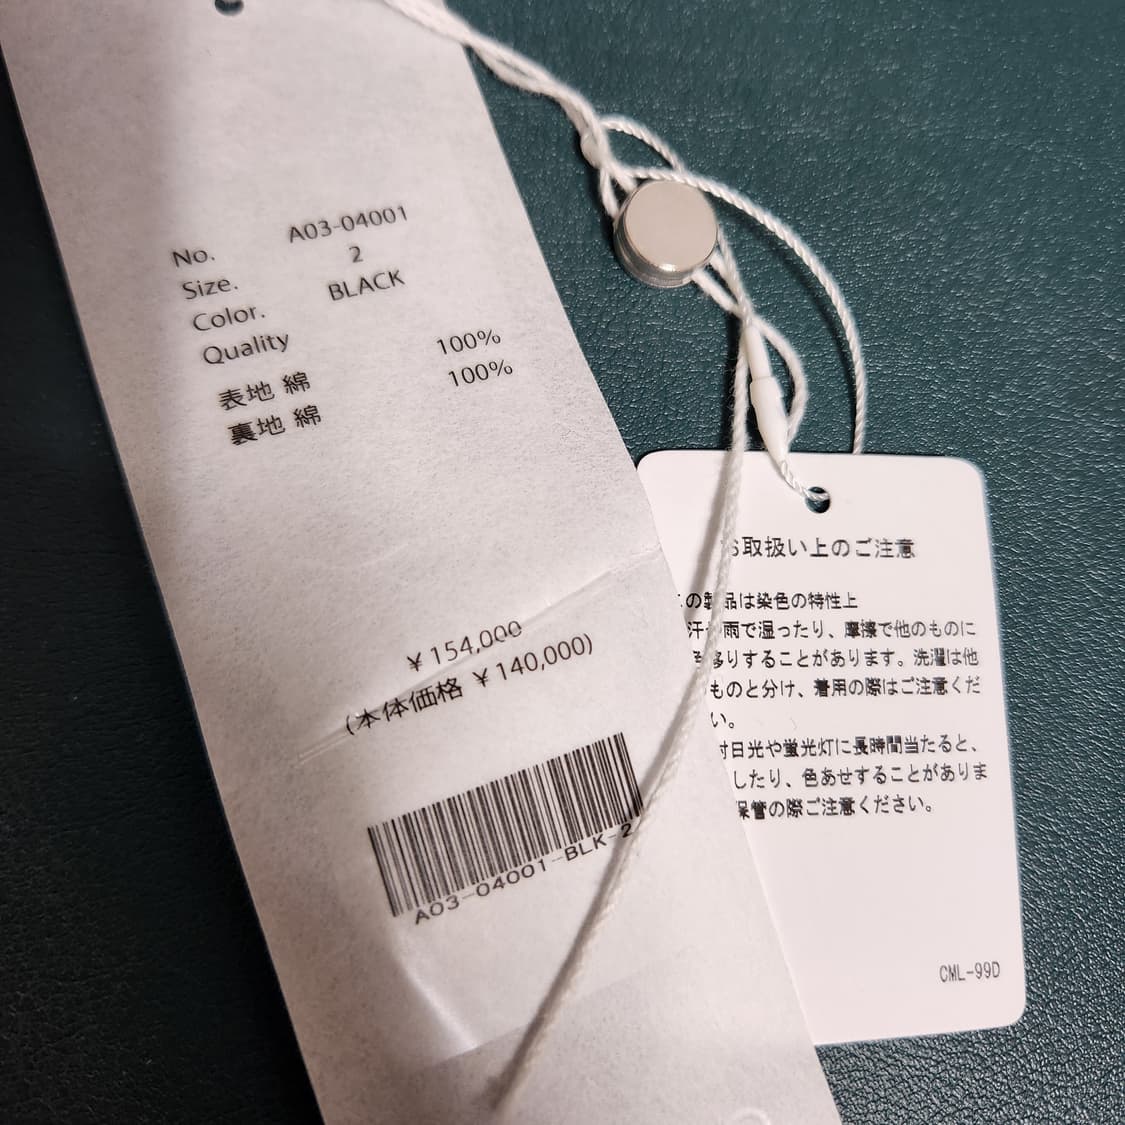 No. A03-04001
Size. 2
Color. BLACK
Quality
表地 綿 100%
裏地 綿 100%
¥154,000
(本体価格 ¥140,000)
A03-04001-BLK-2
お取扱い上のご注意
この製品は染色の特性上
汗や雨で湿ったり、摩擦で他のものに
色移りすることがあります。洗濯は他
ものと分け、着用の際はご注意くだ
い。
日光や蛍光灯に長時間当たると、
したり、色あせすることがありま
保管の際ご注意ください。
CML-99D